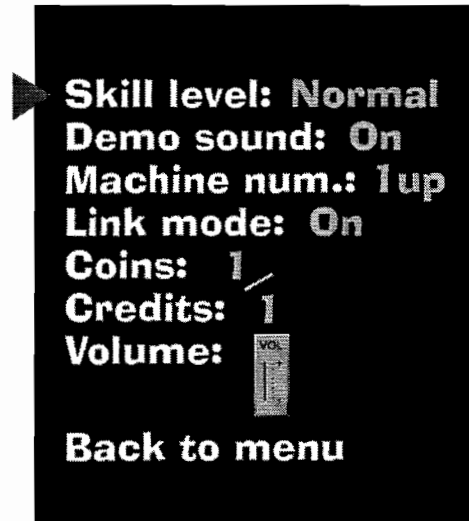 Skill level: Normal
Demo sound: On
Machine num.: 1up
Link mode: On
Coins: 1/
Credits: 1
Volume: VOL
Back to menu